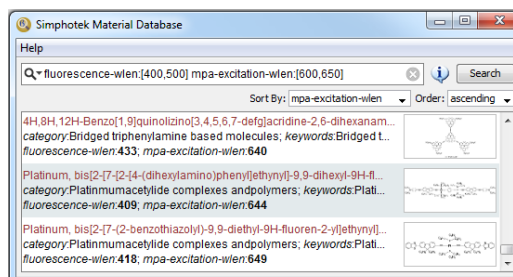 Simphotek Material Database
Help
fluorescence-wlen:[400,500] mpa-excitation-wlen:[600,650]
Search
Sort By: mpa-excitation-wlen Order: ascending
4H,8H,12H-Benzo[1,9]quinolizino[3,4,5,6,7-defg]acridine-2,6-dihexanam...
category:Bridged triphenylamine based molecules; keywords:Bridged t...
fluorescence-wlen:433; mpa-excitation-wlen:640
Platinum, bis[2-[7-[2-[4-(dihexylamino)phenyl]ethynyl]-9,9-dihexyl-9H-fl...
category:Platinmumacetylide complexes andpolymers; keywords:Plati...
fluorescence-wlen:409; mpa-excitation-wlen:644
Platinum, bis[2-[7-(2-benzothiazolyl)-9,9-diethyl-9H-fluoren-2-yl]ethynyl]...
category:Platinmumacetylide complexes andpolymers; keywords:Plati...
fluorescence-wlen:418; mpa-excitation-wlen:649